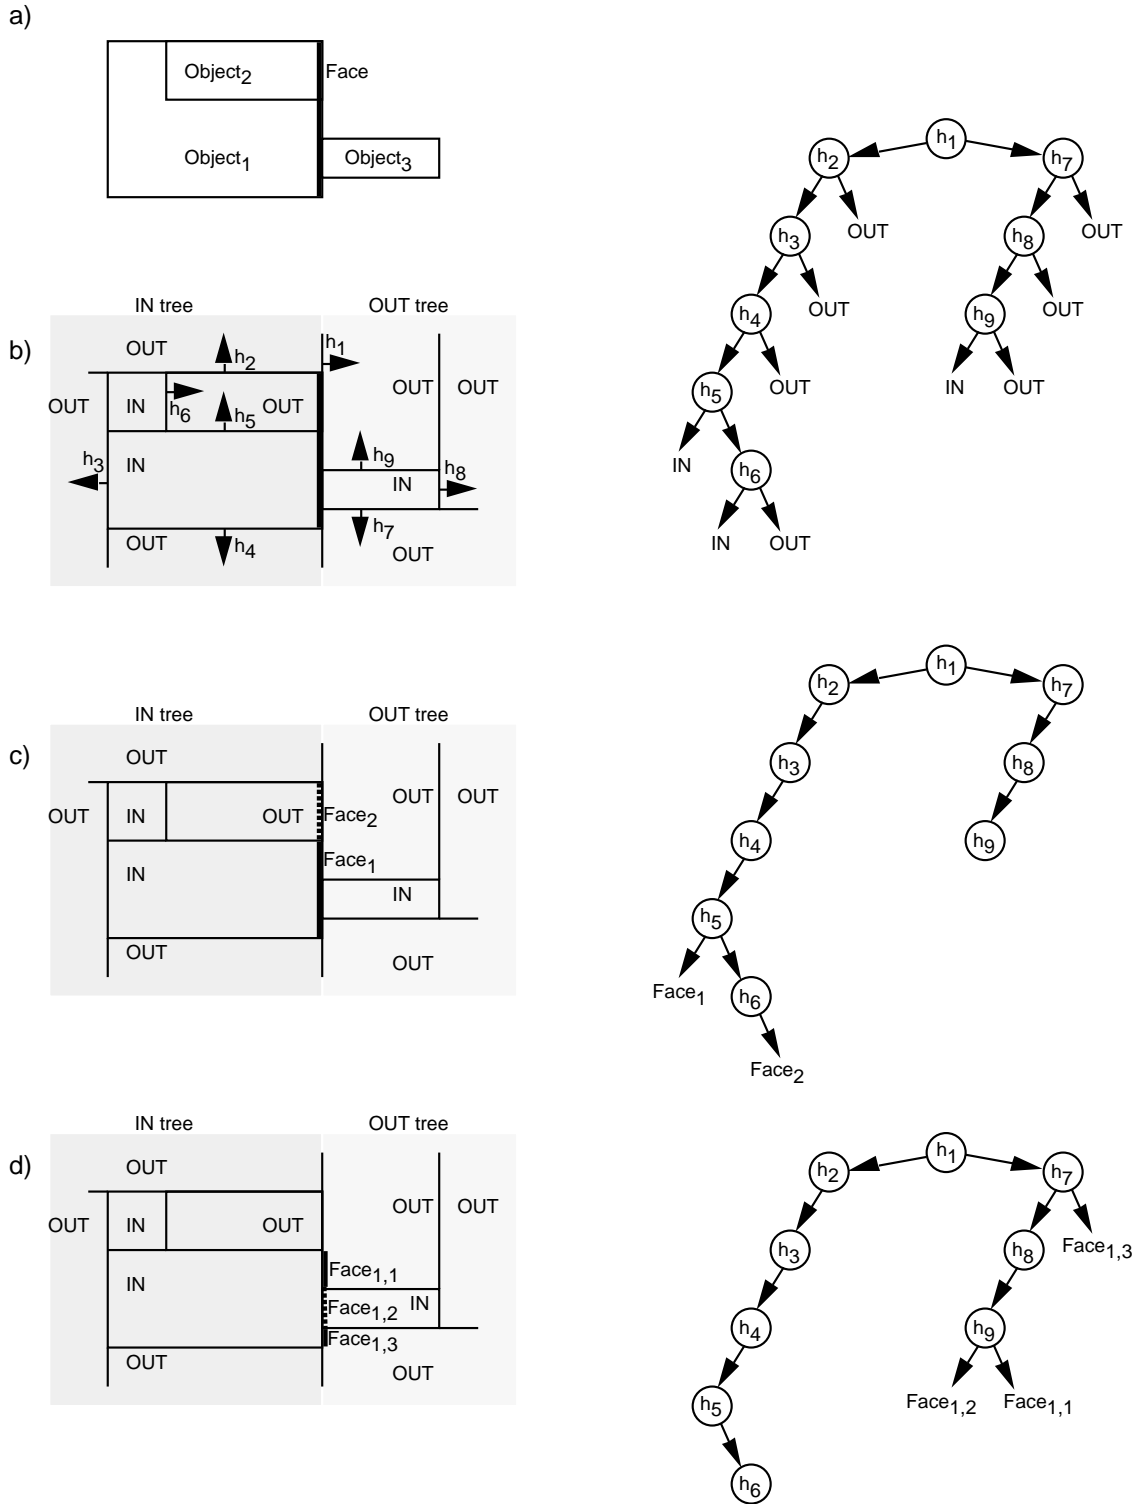 a)
Object2 Face
Object1 Object3
h1
h2 h7
OUT OUT
h3 h8
OUT OUT
h4 h9
OUT IN OUT
h5
IN h6
IN OUT
IN tree OUT tree
b)
OUT h2 h1
OUT IN h6 h5 OUT OUT OUT
h3 IN h9 h8
IN
OUT h4 h7
OUT
h1
h2 h7
h3 h8
h4 h9
h5
Face1 h6
Face2
IN tree OUT tree
c)
OUT
OUT IN OUT Face2 OUT OUT
IN Face1
IN
OUT OUT
h1
h2 h7
h3 h8 Face1,3
h4 h9
h5 Face1,2 Face1,1
h6
IN tree OUT tree
d)
OUT
OUT IN OUT OUT OUT
IN Face1,1
Face1,2 IN
Face1,3
OUT OUT